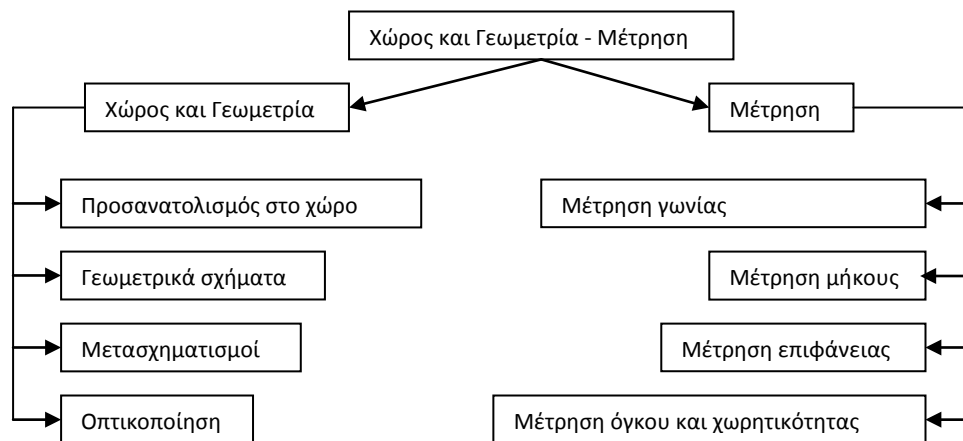 Χώρος και Γεωμετρία - Μέτρηση
Χώρος και Γεωμετρία
Μέτρηση
Προσανατολισμός στο χώρο
Μέτρηση γωνίας
Γεωμετρικά σχήματα
Μέτρηση μήκους
Μετασχηματισμοί
Μέτρηση επιφάνειας
Οπτικοποίηση
Μέτρηση όγκου και χωρητικότητας